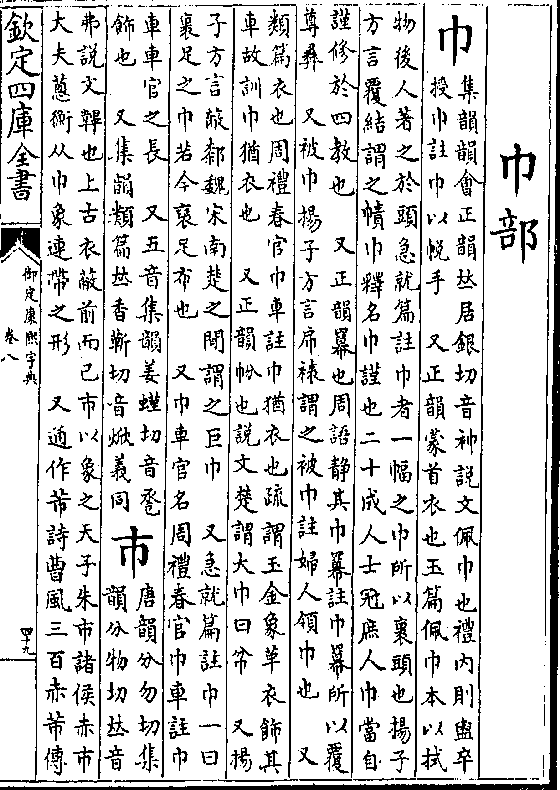 巾部
巾
集韻韻會正韻𠀤居銀切音神說文佩巾也禮內則盥卒
授巾註巾以帨手　又正韻蒙首衣也玉篇佩巾本以拭
物後人著之於頭急就篇註巾者一幅之巾所以裹頭也揚子
方言覆結謂之幘巾釋名巾謹也二十成人士冠庶人巾當自
謹修於四教也　又正韻冪也周語静其巾冪註巾冪所以覆
尊彝　又被巾揚子方言帍裱謂之被巾註婦人領巾也　又
類篇衣也周禮春官巾車註巾猶衣也疏謂玉金象革衣飾其
車故訓巾猶衣也　又正韻帉也說文楚謂大巾曰帉　又揚
子方言蔽䣛魏宋南楚之閒謂之巨巾　又急就篇註巾一曰
裹足之巾若今裹足布也　又巾車官名周禮春官巾車註巾
車車官之長　又五音集韻姜螼切音䒖
飾也　又集韻類篇𠀤香靳切音焮義同
市
唐韻分勿切集
韻分物切𠀤音
弗說文韠也上古衣蔽前而已市以象之天子朱市諸侯赤市
大夫蔥衡从巾象連帶之形　又通作芾詩曹風三百赤芾傳
欽定四庫全書
御定康熙字典
卷八
四十九